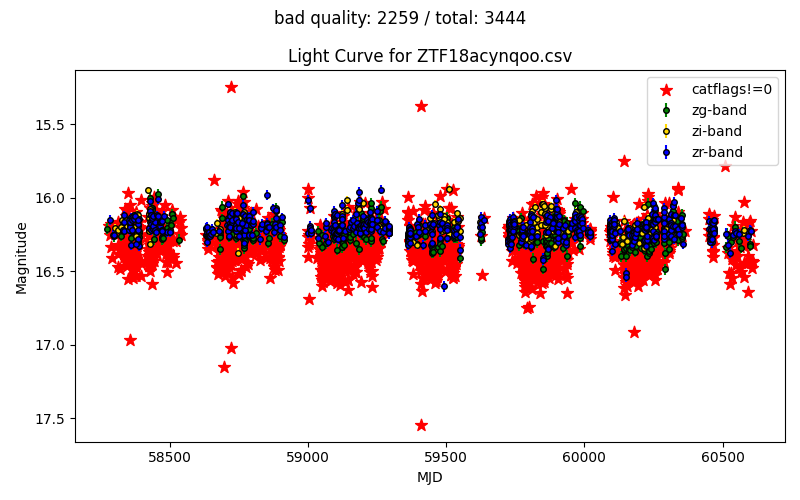 bad quality: 2259 / total: 3444
Light Curve for ZTF18acynqoo.csv
catflags!=0
zg-band
zi-band
zr-band
15.5
16.0
16.5
17.0
17.5
Magnitude
58500
59000
59500
60000
60500
MJD